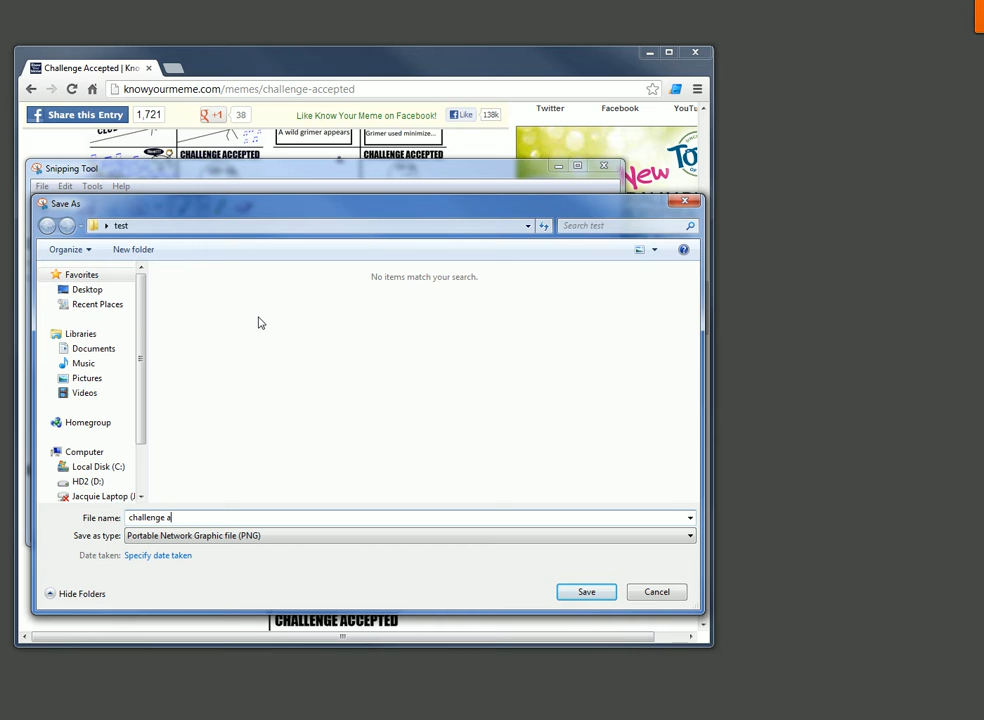 Challenge Accepted | Kno
knowyourmeme.com/memes/challenge-accepted
Share this Entry 1,721 +1 38 Like Know Your Meme on Facebook! Like 138k
Twitter Facebook YouTu
A wild grimer appears Grimer used minimize...
CHALLENGE ACCEPTED CHALLENGE ACCEPTED
New
Snipping Tool
File Edit Tools Help
Save As
test Search test
Organize New folder
No items match your search.
Favorites
Desktop
Recent Places
Libraries
Documents
Music
Pictures
Videos
Homegroup
Computer
Local Disk (C:)
HD2 (D:)
Jacquie Laptop (J
File name: challenge a
Save as type: Portable Network Graphic file (PNG)
Date taken: Specify date taken
Hide Folders Save Cancel
CHALLENGE ACCEPTED